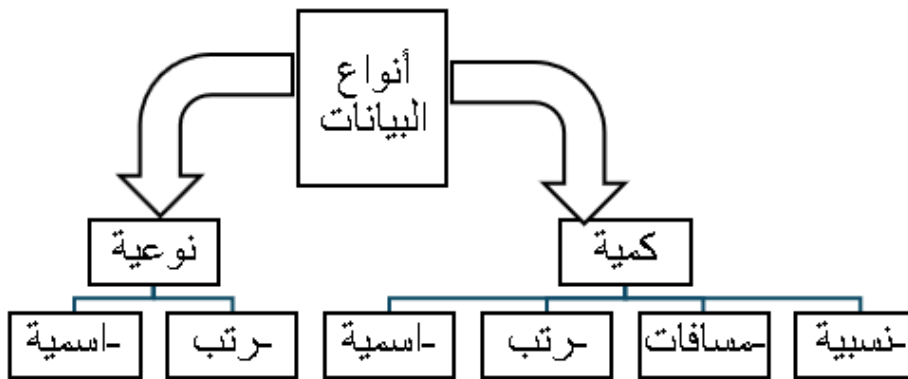 أنواع
البيانات
كمية
نوعية
-نسبية
-مسافات
-رتب
-اسمية
-رتب
-اسمية